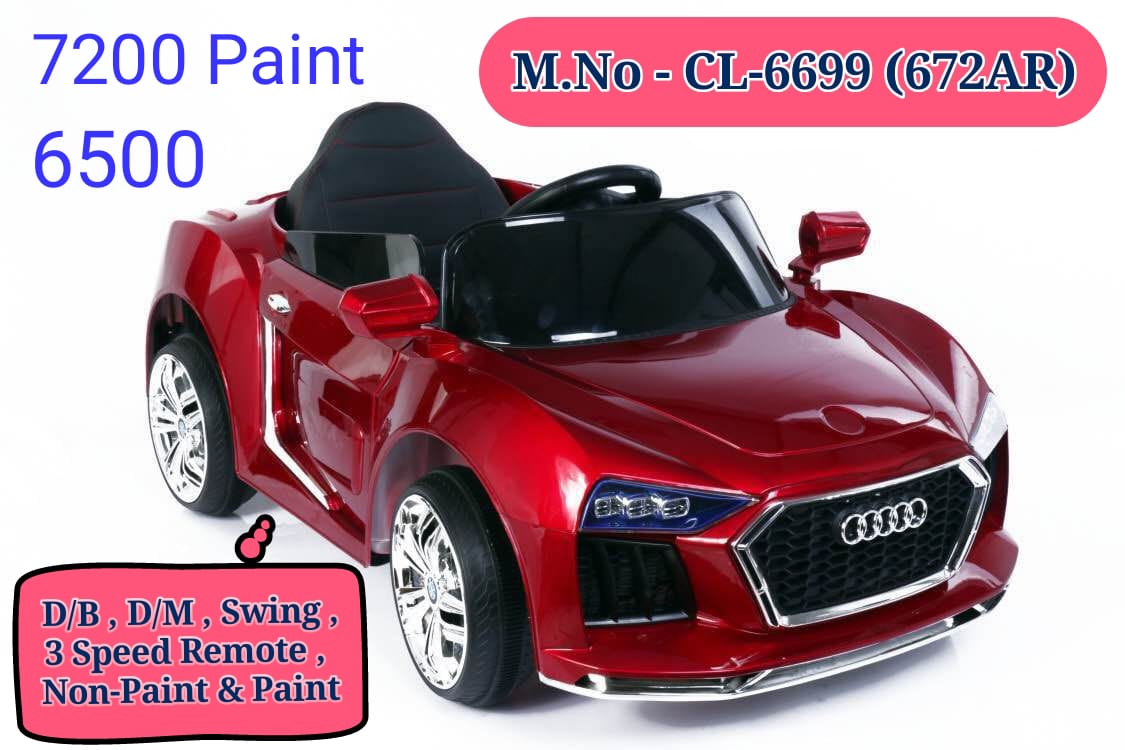 7200 Paint
6500
M.No - CL-6699 (672AR)
D/B , D/M , Swing ,
3 Speed Remote ,
Non-Paint & Paint